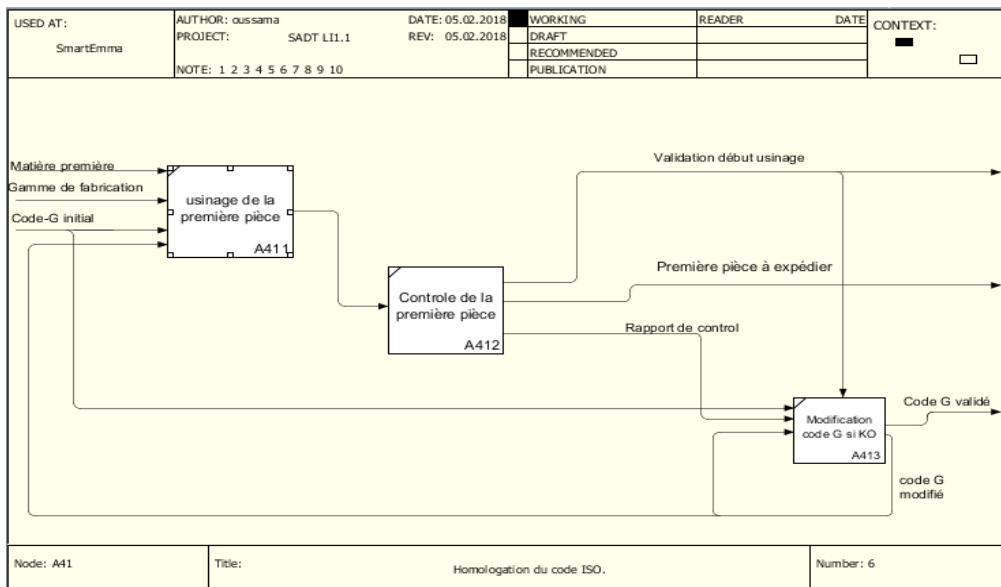 USED AT:
SmartEmma
AUTHOR: oussama
DATE: 05.02.2018
PROJECT: SADT LI1.1
REV: 05.02.2018
NOTE: 1 2 3 4 5 6 7 8 9 10
WORKING
DRAFT
RECOMMENDED
PUBLICATION
READER
DATE
CONTEXT:
Matière première
Gamme de fabrication
Code-G initial
usinage de la
première pièce
A411
Controle de la
première pièce
A412
Validation début usinage
Première pièce à expédier
Rapport de control
Modification
code G si KO
A413
Code G validé
code G
modifié
Node: A41
Title:
Homologation du code ISO.
Number: 6